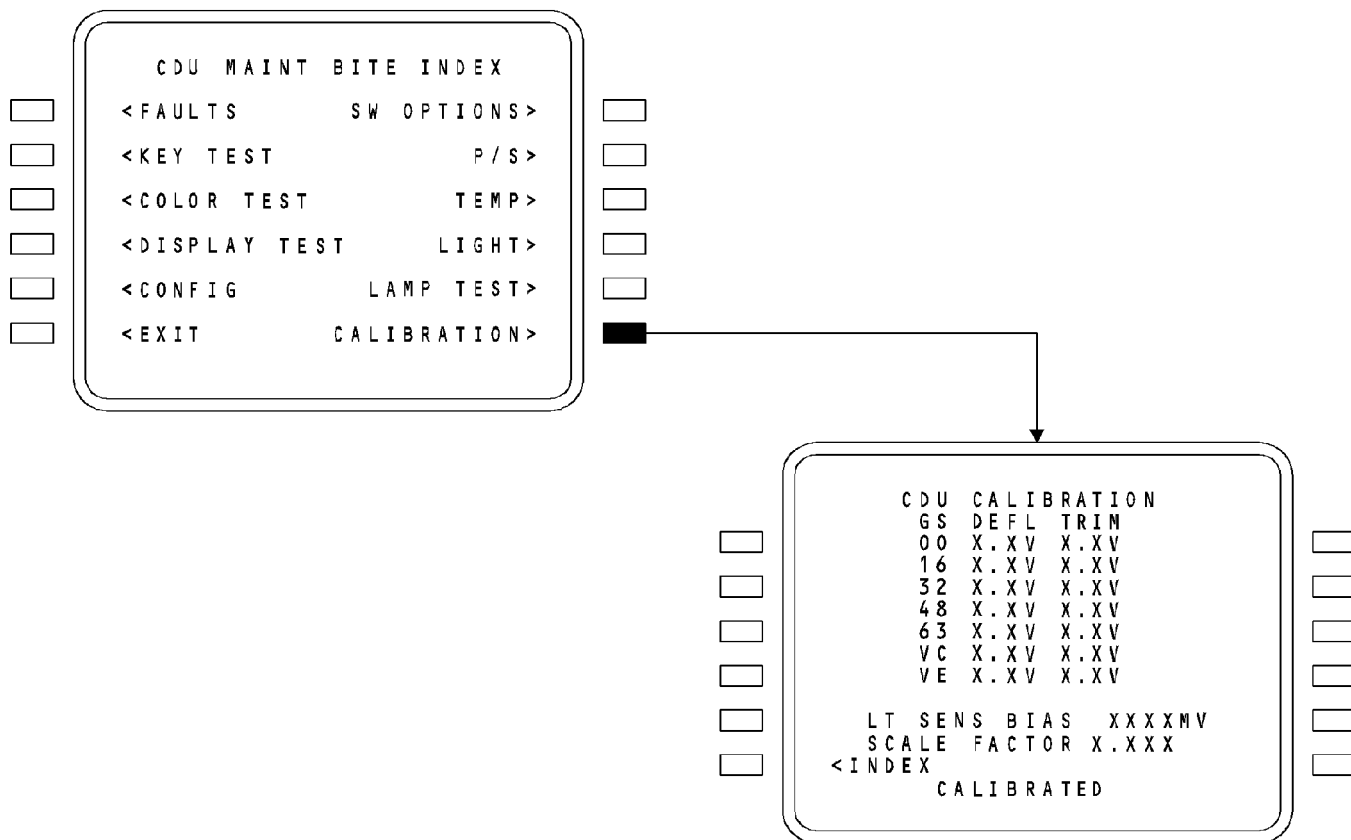 CDU MAINT BITE INDEX
<FAULTS SW OPTIONS>
<KEY TEST P/S>
<COLOR TEST TEMP>
<DISPLAY TEST LIGHT>
<CONFIG LAMP TEST>
<EXIT CALIBRATION>
CDU CALIBRATION
GS DEFL TRIM
00 X.XV X.XV
16 X.XV X.XV
32 X.XV X.XV
48 X.XV X.XV
63 X.XV X.XV
VC X.XV X.XV
VE X.XV X.XV
LT SENS BIAS XXXXMV
SCALE FACTOR X.XXX
<INDEX
CALIBRATED